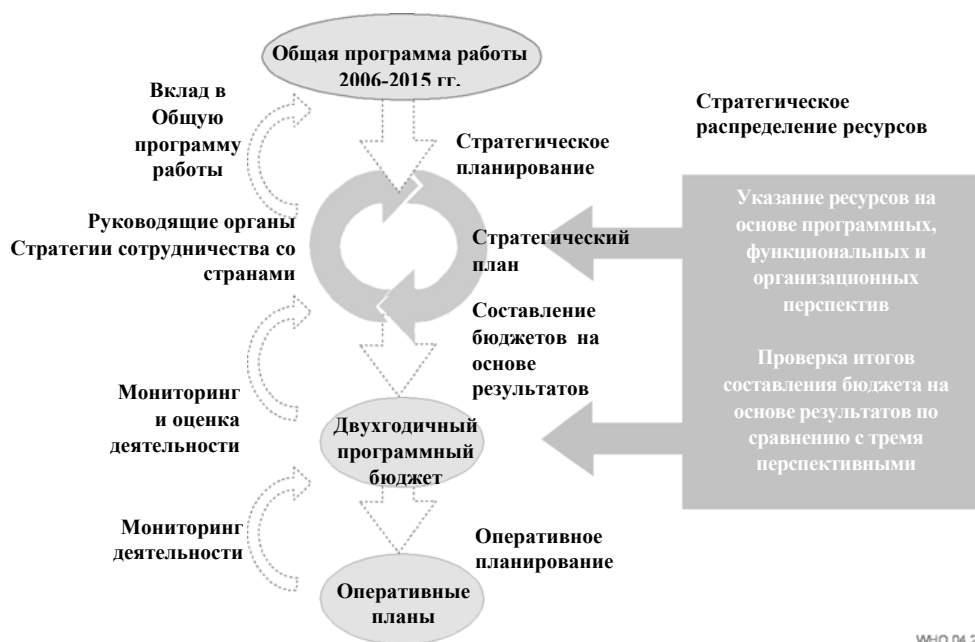 Общая программа работы
2006-2015 гг.
Вклад в
Общую
программу
работы
Стратегическое
планирование
Стратегическое
распределение ресурсов
Руководящие органы
Стратегии сотрудничества со
странами
Стратегический
план
Указание ресурсов на
основе программных,
функциональных и
организационных
перспектив
Составление
бюджетов на
основе
результатов
Проверка итогов
составления бюджета на
основе результатов по
сравнению с тремя
перспективными
Мониторинг
и оценка
деятельности
Двухгодичный
программный
бюджет
Мониторинг
деятельности
Оперативное
планирование
Оперативные
планы
WHO 04.2